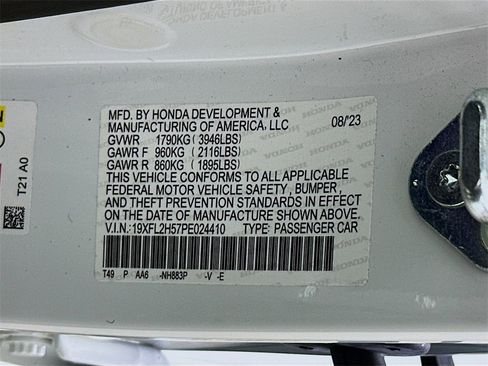 MFD. BY HONDA DEVELOPMENT &
MANUFACTURING OF AMERICA, LLC 08/'23
GVWR 1790KG ( 3946LBS)
GAWR F 960KG ( 2116LBS)
GAWR R 860KG ( 1895LBS)
THIS VEHICLE CONFORMS TO ALL APPLICABLE
FEDERAL MOTOR VEHICLE SAFETY , BUMPER ,
AND THEFT PREVENTION STANDARDS IN EFFECT
ON THE DATE OF MANUFACTURE SHOWN ABOVE.
V.I.N.: 19XFL2H57PE024410 TYPE: PASSENGER CAR
T49 P AA6 -NH883P -V -E
T21 A0
HONDA